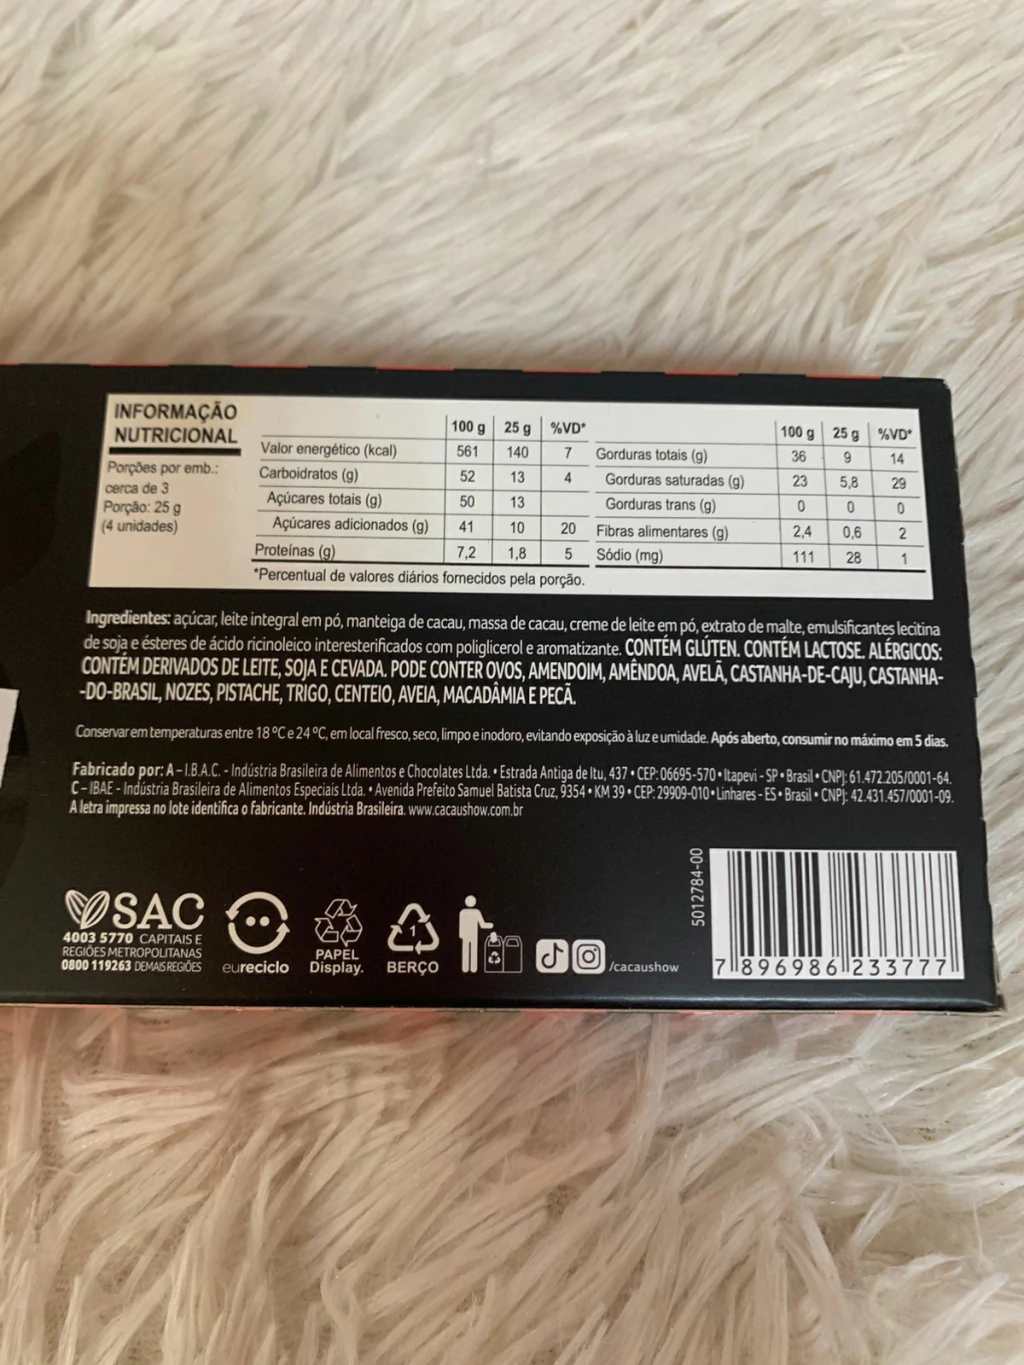 INFORMAÇÃO
NUTRICIONAL
Porções por emb.:
cerca de 3
Porção: 25 g
(4 unidades)
100 g 25 g %VD*
Valor energético (kcal) 561 140 7
Carboidratos (g) 52 13 4
Açúcares totais (g) 50 13
Açúcares adicionados (g) 41 10 20
Proteínas (g) 7,2 1,8 5
100 g 25 g %VD*
Gorduras totais (g) 36 9 14
Gorduras saturadas (g) 23 5,8 29
Gorduras trans (g) 0 0 0
Fibras alimentares (g) 2,4 0,6 2
Sódio (mg) 111 28 1
*Percentual de valores diários fornecidos pela porção.
Ingredientes: açúcar, leite integral em pó, manteiga de cacau, massa de cacau, creme de leite em pó, extrato de malte, emulsificantes lecitina
de soja e ésteres de ácido ricinoleico interesterificados com poliglicerol e aromatizante. CONTÉM GLÚTEN. CONTÉM LACTOSE. ALÉRGICOS:
CONTÉM DERIVADOS DE LEITE, SOJA E CEVADA. PODE CONTER OVOS, AMENDOIM, AMÊNDOA, AVELÃ, CASTANHA-DE-CAJU, CASTANHA-
-DO-BRASIL, NOZES, PISTACHE, TRIGO, CENTEIO, AVEIA, MACADÂMIA E PECÃ.
Conservar em temperaturas entre 18 ºC e 24 ºC, em local fresco, seco, limpo e inodoro, evitando exposição à luz e umidade. Após aberto, consumir no máximo em 5 dias.
Fabricado por: A – I.B.A.C. - Indústria Brasileira de Alimentos e Chocolates Ltda. • Estrada Antiga de Itu, 437 • CEP: 06695-570 • Itapevi - SP • Brasil • CNPJ: 61.472.205/0001-64.
C – IBAE - Indústria Brasileira de Alimentos Especiais Ltda. • Avenida Prefeito Samuel Batista Cruz, 9354 • KM 39 • CEP: 29909-010 • Linhares - ES • Brasil • CNPJ: 42.431.457/0001-09.
A letra impressa no lote identifica o fabricante. Indústria Brasileira. www.cacaushow.com.br
SAC
4003 5770 CAPITAIS E
REGIÕES METROPOLITANAS
0800 119263 DEMAIS REGIÕES
eureciclo
PAPEL
Display.
1
BERÇO
/cacaushow
5012784-00
7 896986 233777